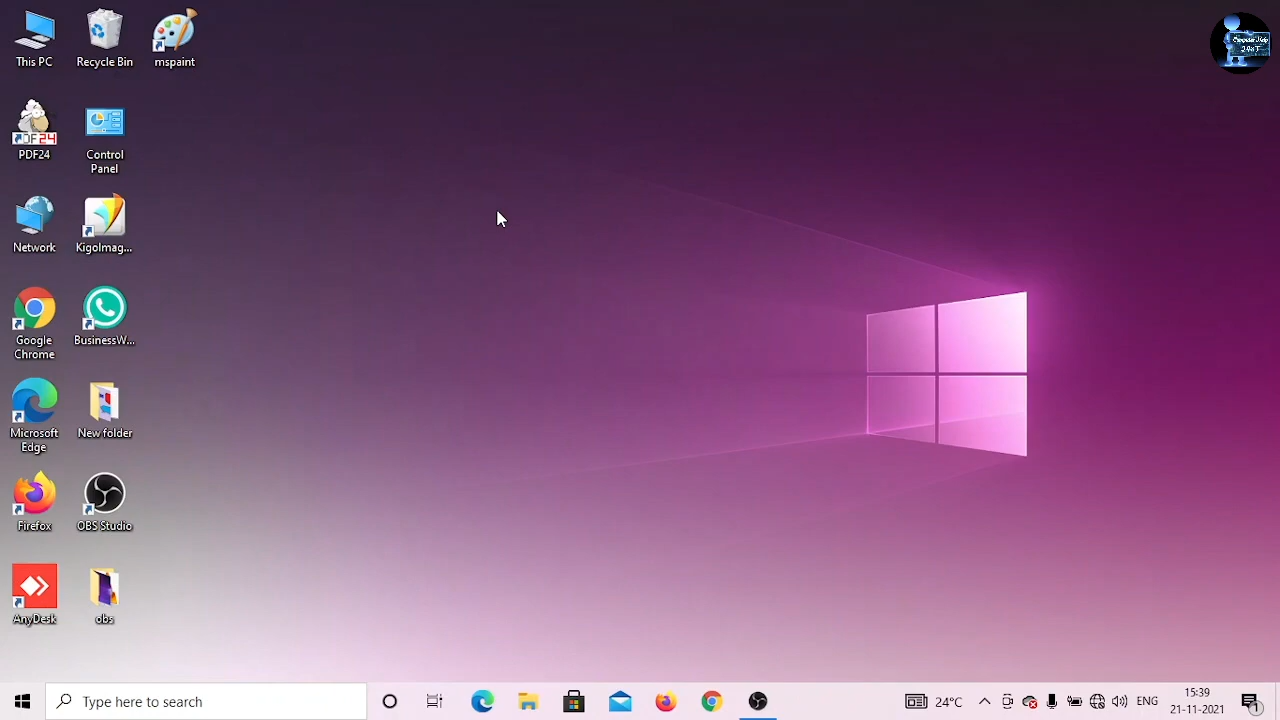 This PC
Recycle Bin
mspaint
PDF24
Control
Panel
Network
KigoImag...
Google
Chrome
BusinessW...
Microsoft
Edge
New folder
Firefox
OBS Studio
AnyDesk
obs
Type here to search
24°C
ENG
15:39
21-11-2021
1